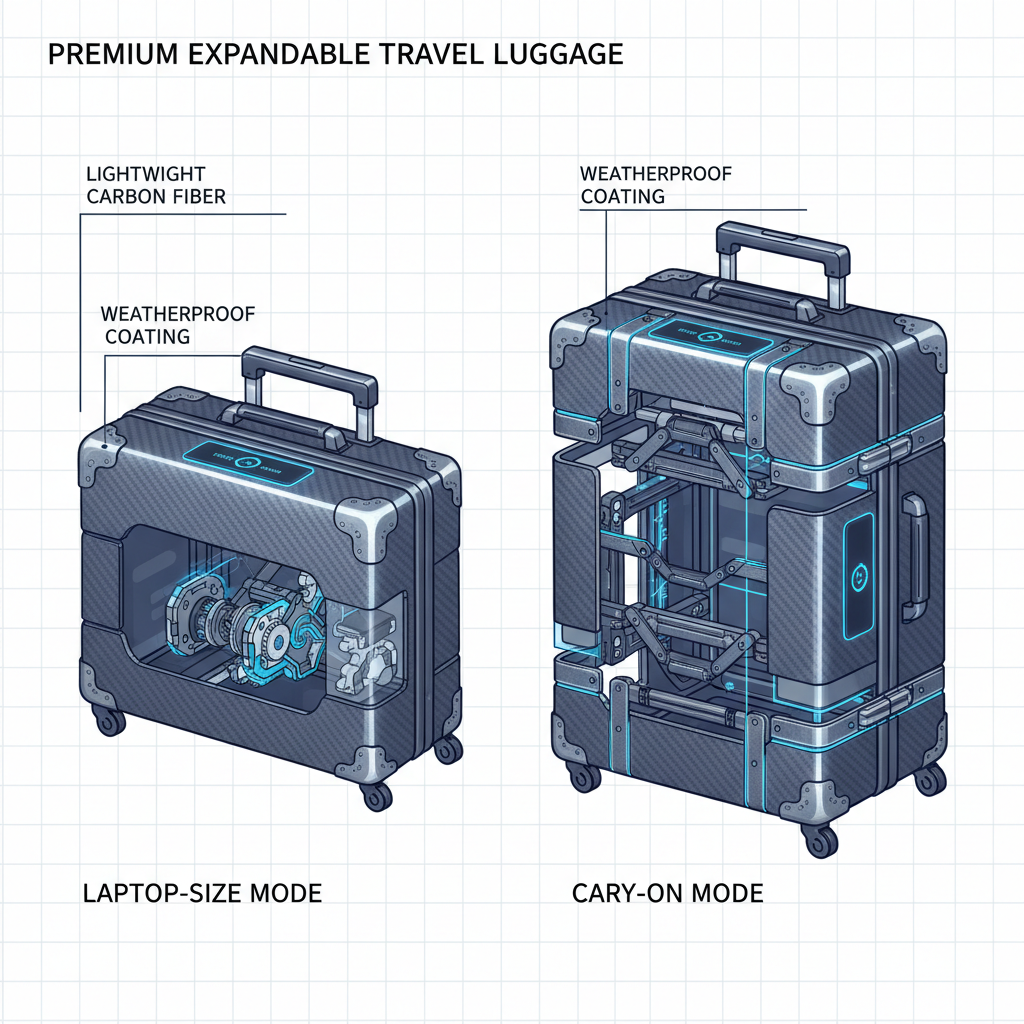 PREMIUM EXPANDABLE TRAVEL LUGGAGE
LIGHTWIGHT
CARBON FIBER
WEATHERPROOF
COATING
WEATHERPROOF
COATING
LAPTOP-SIZE MODE
CARY-ON MODE